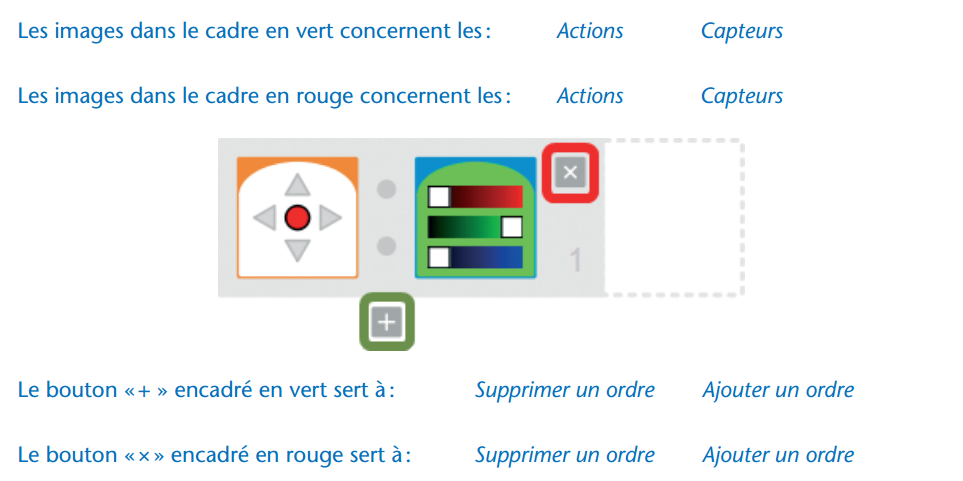 Les images dans le cadre en vert concernent les : Actions Capteurs
Les images dans le cadre en rouge concernent les : Actions Capteurs
×
1
+
Le bouton « + » encadré en vert sert à : Supprimer un ordre Ajouter un ordre
Le bouton « × » encadré en rouge sert à : Supprimer un ordre Ajouter un ordre